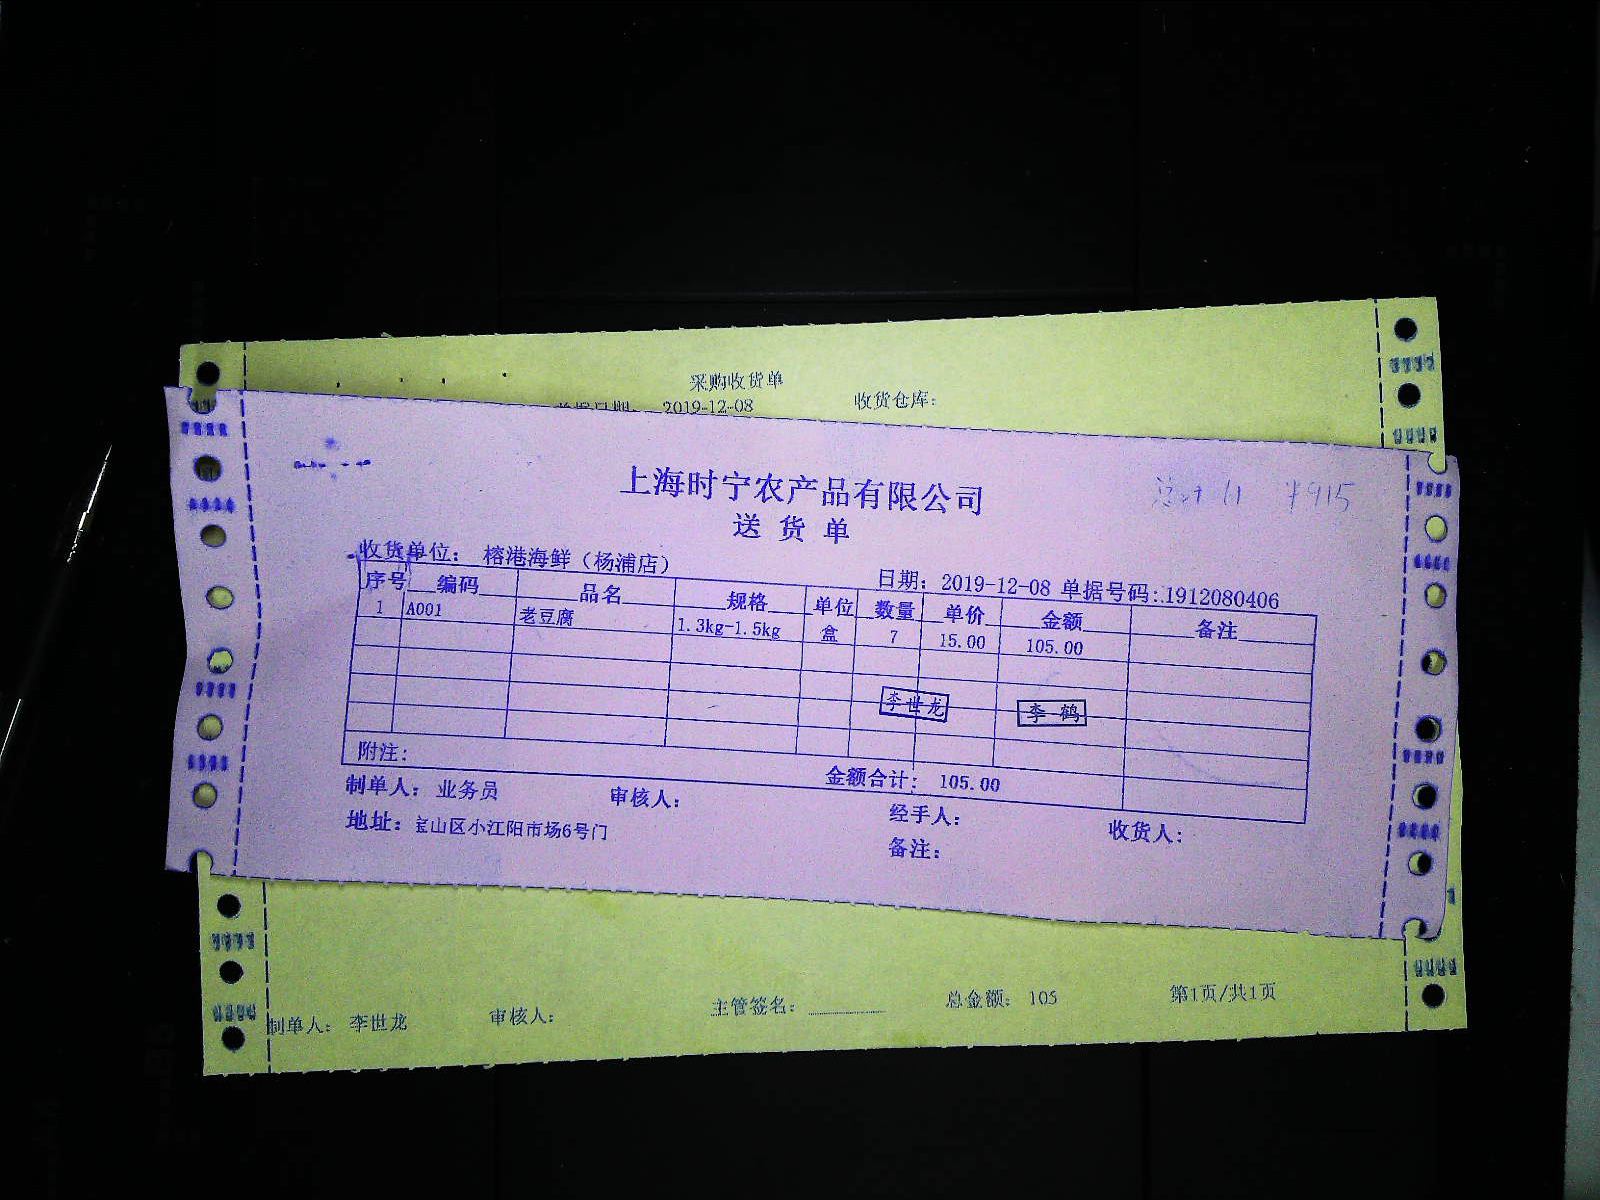 采购收货单
单据日期: 2019-12-08 收货仓库:
上海时宁农产品有限公司
¥915
送货单
收货单位: 榕港海鲜（杨浦店） 日期: 2019-12-08 单据号码:1912080406
序号 编码 品名 规格 单位 数量 单价 金额 备注
1 A001 老豆腐 1.3kg-1.5kg 盒 7 15.00 105.00
李世龙 李鹤
附注: 金额合计: 105.00
制单人: 业务员 审核人: 经手人: 收货人:
地址: 宝山区小江阳市场6号门 备注:
制单人: 李世龙 审核人: 主管签名: 总金额: 105 第1页/共1页